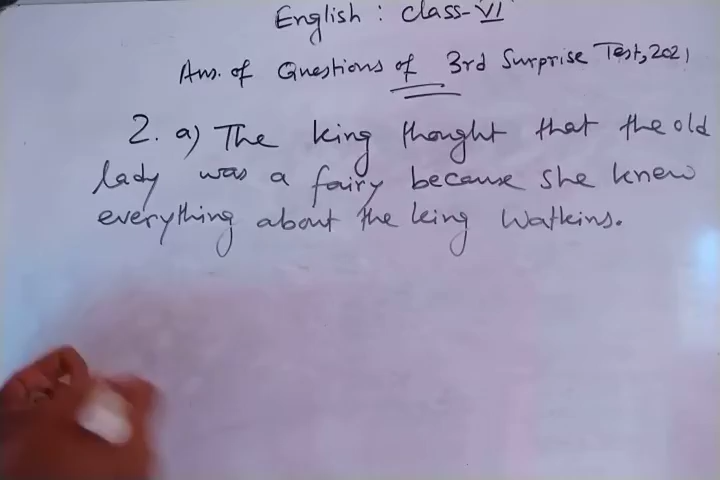 English : Class-VI
Ans. of Questions of 3rd Surprise Test, 2021
2. a) The king thought that the old
lady was a fairy because she knew
everything about the king Watkins.